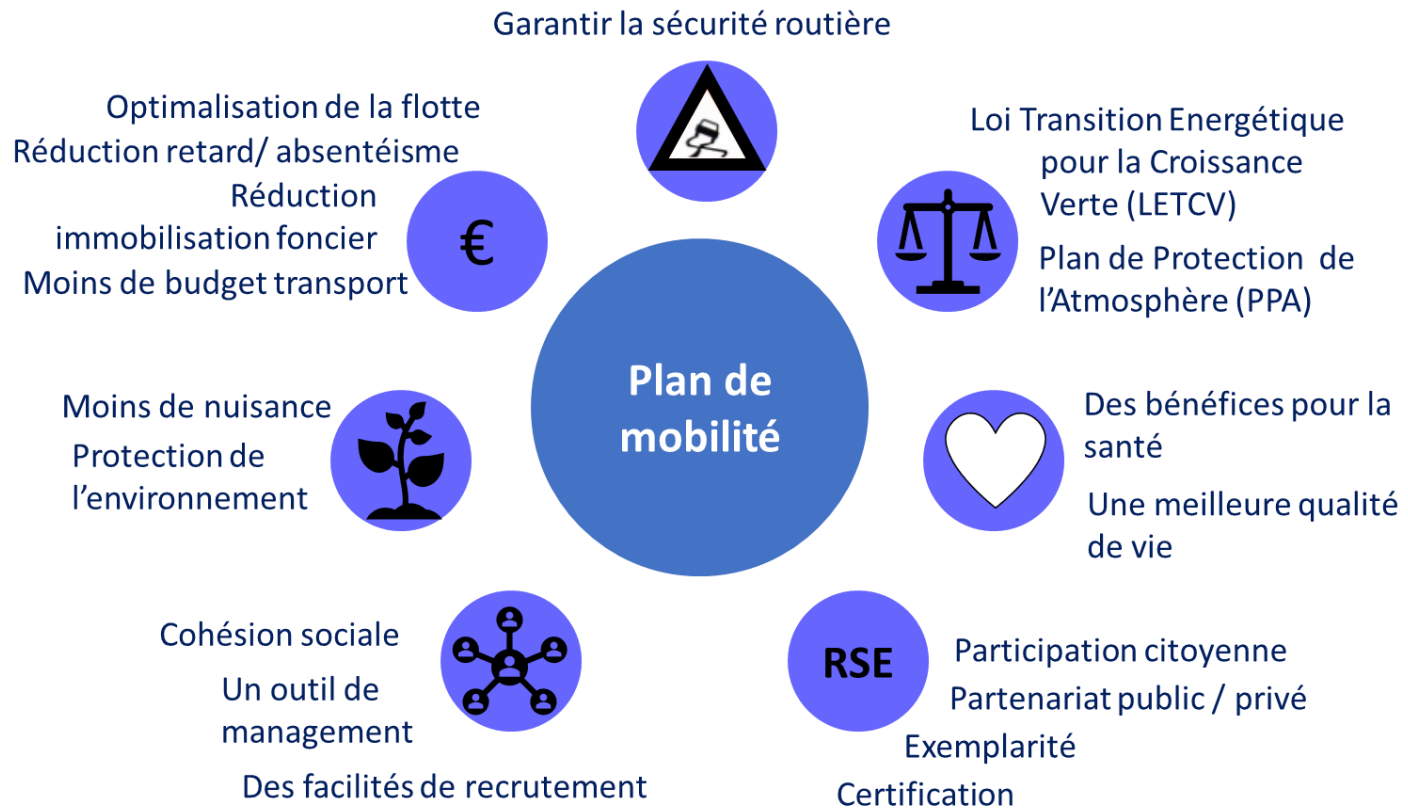 Garantir la sécurité routière
Optimalisation de la flotte
Réduction retard/ absentéisme
Réduction
immobilisation foncier
Moins de budget transport
€
Loi Transition Energétique
pour la Croissance
Verte (LETCV)
Plan de Protection de
l’Atmosphère (PPA)
Plan de
mobilité
Moins de nuisance
Protection de
l’environnement
Des bénéfices pour la
santé
Une meilleure qualité
de vie
Cohésion sociale
Un outil de
management
Des facilités de recrutement
RSE
Participation citoyenne
Partenariat public / privé
Exemplarité
Certification